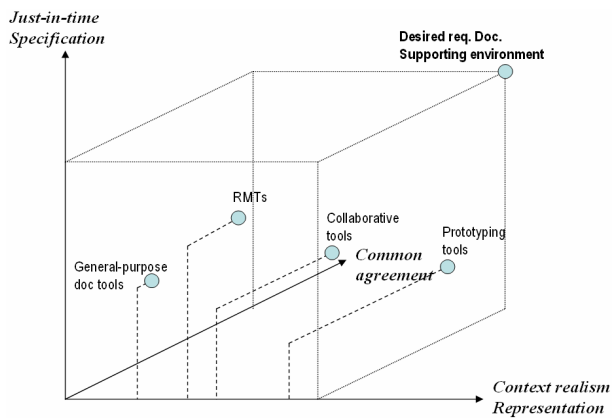 Just-in-time
Specification
Desired req. Doc.
Supporting environment
RMTs
Collaborative
tools
Prototyping
tools
Common
agreement
General-purpose
doc tools
Context realism
Representation